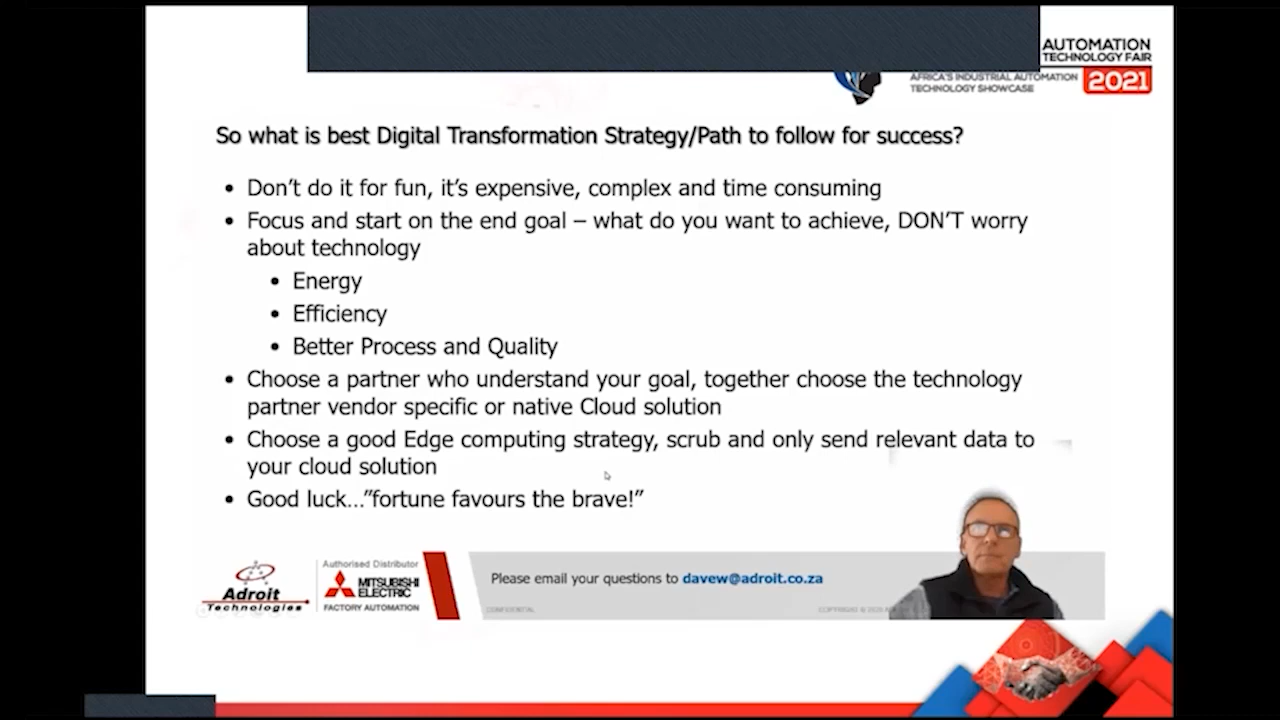 AUTOMATION
TECHNOLOGY FAIR
AFRICA'S INDUSTRIAL AUTOMATION
TECHNOLOGY SHOWCASE
2021
So what is best Digital Transformation Strategy/Path to follow for success?
• Don't do it for fun, it's expensive, complex and time consuming
• Focus and start on the end goal – what do you want to achieve, DON'T worry
about technology
• Energy
• Efficiency
• Better Process and Quality
• Choose a partner who understand your goal, together choose the technology
partner vendor specific or native Cloud solution
• Choose a good Edge computing strategy, scrub and only send relevant data to
your cloud solution
• Good luck…"fortune favours the brave!"
Adroit
Technologies
Authorised Distributor
MITSUBISHI
ELECTRIC
FACTORY AUTOMATION
Please email your questions to davew@adroit.co.za
CONFIDENTIAL
COPYRIGHT ©